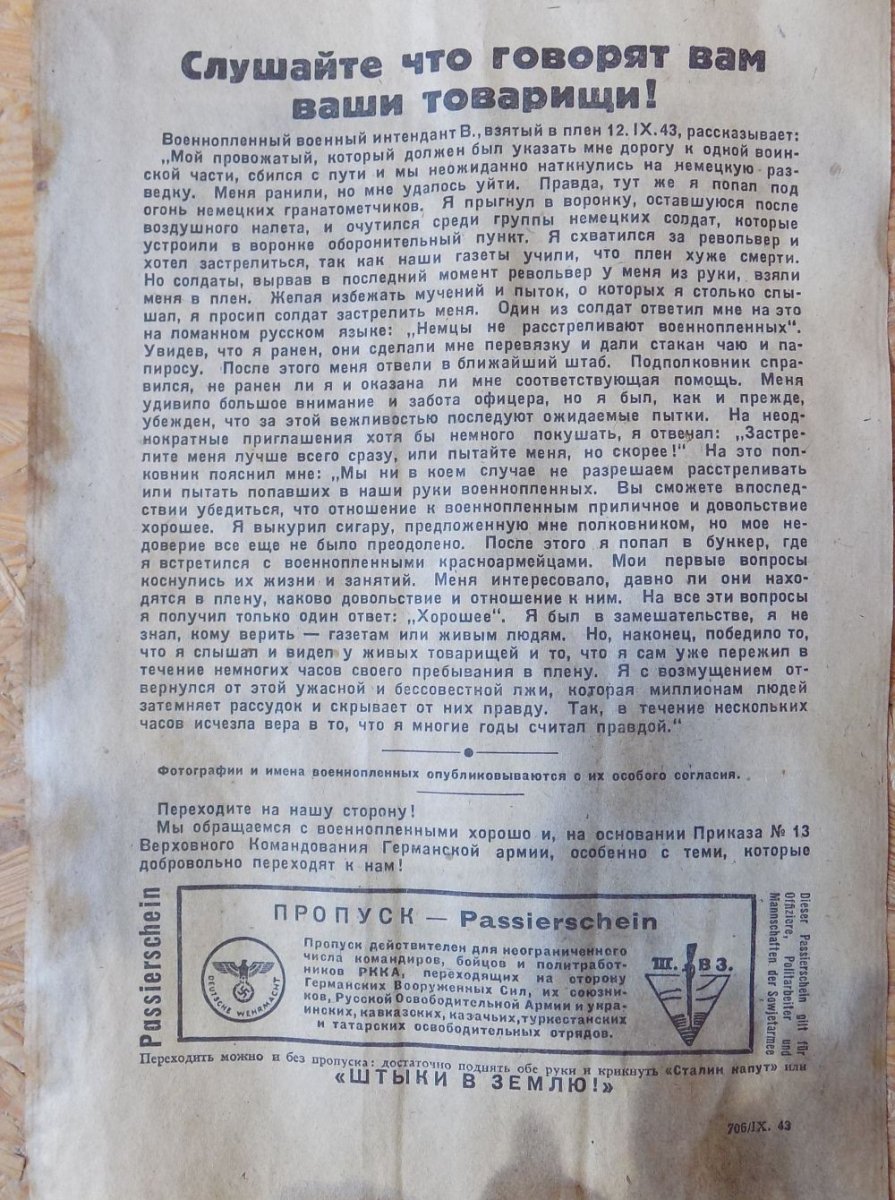 Слушайте что говорят вам
ваши товарищи!
Военнопленный военный интендант В., взятый в плен 12. IX. 43, рассказывает:
„Мой провожатый, который должен был указать мне дорогу к одной воин-
ской части, сбился с пути и мы неожиданно наткнулись на немецкую раз-
ведку. Меня ранили, но мне удалось уйти. Правда, тут же я попал под
огонь немецких гранатометчиков. Я прыгнул в воронку, оставшуюся после
воздушного налета, и очутился среди группы немецких солдат, которые
устроили в воронке оборонительный пункт. Я схватился за револьвер и
хотел застрелиться, так как наши газеты учили, что плен хуже смерти.
Но солдаты, вырвав в последний момент револьвер у меня из руки, взяли
меня в плен. Желая избежать мучений и пыток, о которых я столько слы-
шал, я просил солдат застрелить меня. Один из солдат ответил мне на это
на ломанном русском языке: „Немцы не расстреливают военнопленных“.
Увидев, что я ранен, они сделали мне перевязку и дали стакан чаю и па-
пиросу. После этого меня отвели в ближайший штаб. Подполковник спра-
вился, не ранен ли я и оказана ли мне соответствующая помощь. Меня
удивило большое внимание и забота офицера, но я был, как и прежде,
убежден, что за этой вежливостью последуют ожидаемые пытки. На неод-
нократные приглашения хотя бы немного покушать, я отвечал: „Застре-
лите меня лучше всего сразу, или пытайте меня, но скорее!“ На это пол-
ковник пояснил мне: „Мы ни в коем случае не разрешаем расстреливать
или пытать попавших в наши руки военнопленных. Вы сможете впослед-
ствии убедиться, что отношение к военнопленным приличное и довольствие
хорошее. Я выкурил сигару, предложенную мне полковником, но мое не-
доверие все еще не было преодолено. После этого я попал в бункер, где
я встретился с военнопленными красноармейцами. Мои первые вопросы
коснулись их жизни и занятий. Меня интересовало, давно ли они нахо-
дятся в плену, каково довольствие и отношение к ним. На все эти вопросы
я получил только один ответ: „Хорошее“. Я был в замешательстве, я не
знал, кому верить — газетам или живым людям. Но, наконец, победило то,
что я слышал и видел у живых товарищей и то, что я сам уже пережил в
течение немногих часов своего пребывания в плену. Я с возмущением от-
вернулся от этой ужасной и бессовестной лжи, которая миллионам людей
затемняет рассудок и скрывает от них правду. Так, в течение нескольких
часов исчезла вера в то, что я многие годы считал правдой.“
Фотографии и имена военнопленных опубликовываются с их особого согласия.
Переходите на нашу сторону!
Мы обращаемся с военнопленными хорошо и, на основании Приказа № 13
Верховного Командования Германской армии, особенно с теми, которые
добровольно переходят к нам!
Passierschein
ПРОПУСК — Passierschein
DEUTSCHE WEHRMACHT
Пропуск действителен для неограниченного
числа командиров, бойцов и политработ-
ников РККА, переходящих на сторону
Германских Вооруженных Сил, их союзни-
ков, Русской Освободительной Армии и укра-
инских, кавказских, казачьих, туркестанских
и татарских освободительных отрядов.
Ш. В З.
Dieser Passierschein gilt für
Offiziere, Politarbeiter und
Mannschaften der Sowjetarmee
Переходить можно и без пропуска: достаточно поднять обе руки и крикнуть «Сталин капут» или
«ШТЫКИ В ЗЕМЛЮ!»
706/IX. 43